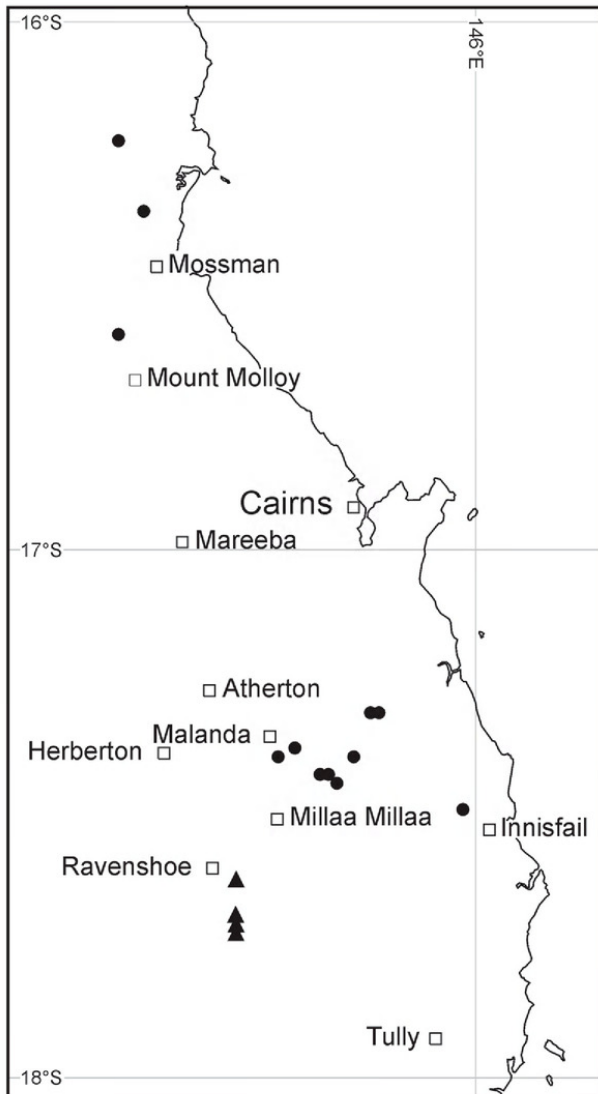 16°S
146°E
Mossman
Mount Molloy
Cairns
Mareeba
17°S
Atherton
Malanda
Herberton
Millaa Millaa
Innisfail
Ravenshoe
Tully
18°S